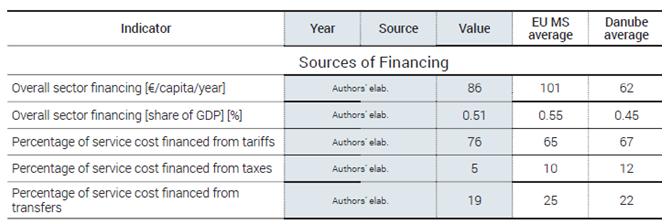 Indicator Year Source Value EU MS average Danube average
Sources of Financing
Overall sector financing [€/capita/year] Authors' elab. 86 101 62
Overall sector financing [share of GDP] [%] Authors' elab. 0.51 0.55 0.45
Percentage of service cost financed from tariffs Authors' elab. 76 65 67
Percentage of service cost financed from taxes Authors' elab. 5 10 12
Percentage of service cost financed from
transfers Authors' elab. 19 25 22